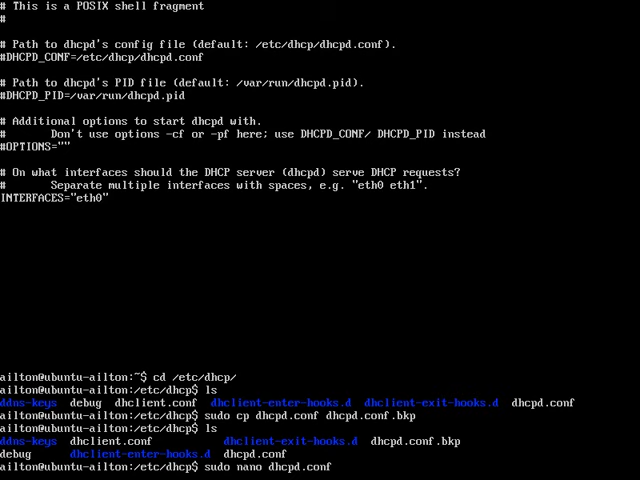 # This is a POSIX shell fragment
#
# Path to dhcpd's config file (default: /etc/dhcp/dhcpd.conf).
#DHCPD_CONF=/etc/dhcp/dhcpd.conf
# Path to dhcpd's PID file (default: /var/run/dhcpd.pid).
#DHCPD_PID=/var/run/dhcpd.pid
# Additional options to start dhcpd with.
#       Don't use options -cf or -pf here; use DHCPD_CONF/ DHCPD_PID instead
#OPTIONS=""
# On what interfaces should the DHCP server (dhcpd) serve DHCP requests?
#       Separate multiple interfaces with spaces, e.g. "eth0 eth1".
INTERFACES="eth0"
ailton@ubuntu-ailton:~$ cd /etc/dhcp/
ailton@ubuntu-ailton:/etc/dhcp$ ls
ddns-keys  debug  dhclient.conf  dhclient-enter-hooks.d  dhclient-exit-hooks.d  dhcpd.conf
ailton@ubuntu-ailton:/etc/dhcp$ sudo cp dhcpd.conf dhcpd.conf.bkp
ailton@ubuntu-ailton:/etc/dhcp$ ls
ddns-keys  dhclient.conf           dhclient-exit-hooks.d  dhcpd.conf.bkp
debug      dhclient-enter-hooks.d  dhcpd.conf
ailton@ubuntu-ailton:/etc/dhcp$ sudo nano dhcpd.conf